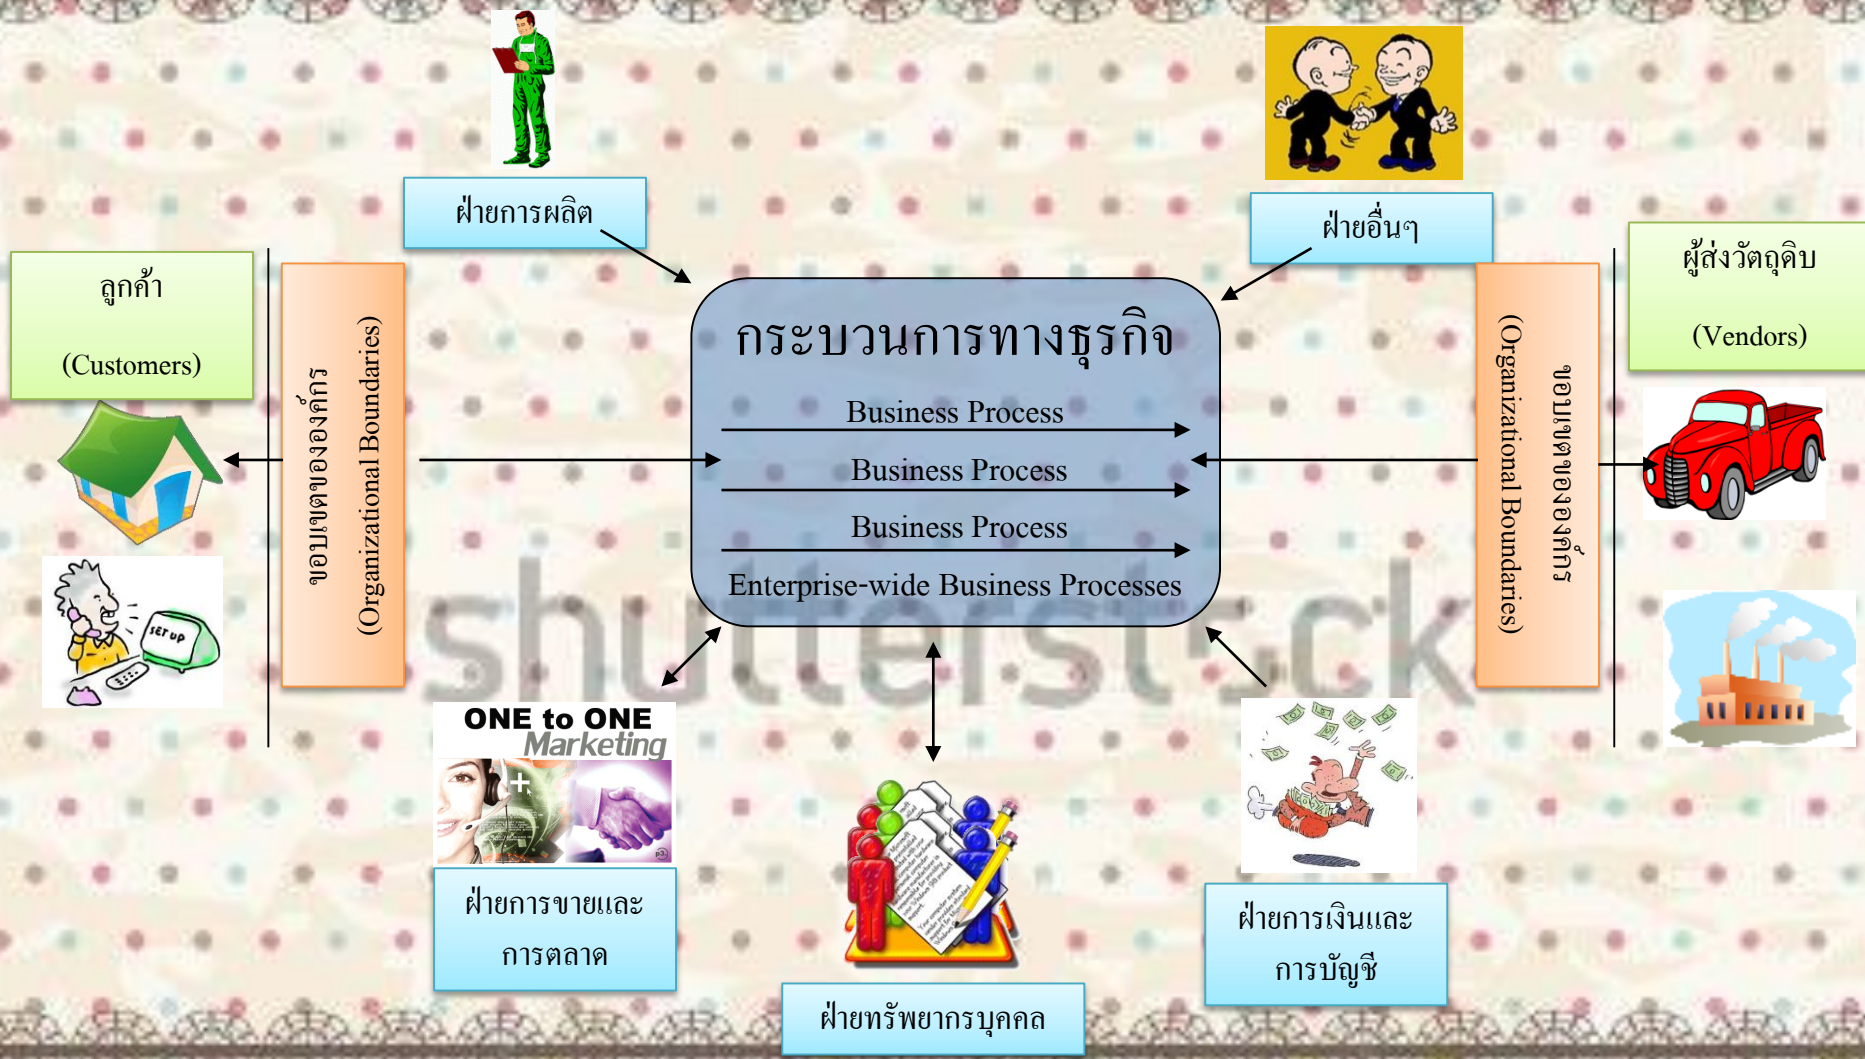 ฝ่ายการผลิต
ฝ่ายอื่นๆ
ลูกค้า
(Customers)
ขอบเขตขององค์กร
(Organizational Boundaries)
กระบวนการทางธุรกิจ
Business Process
Business Process
Business Process
Enterprise-wide Business Processes
ขอบเขตขององค์กร
(Organizational Boundaries)
ผู้ส่งวัตถุดิบ
(Vendors)
SET UP
shutterstock
ONE to ONE
Marketing
ฝ่ายการขายและ
การตลาด
ฝ่ายทรัพยากรบุคคล
ฝ่ายการเงินและ
การบัญชี